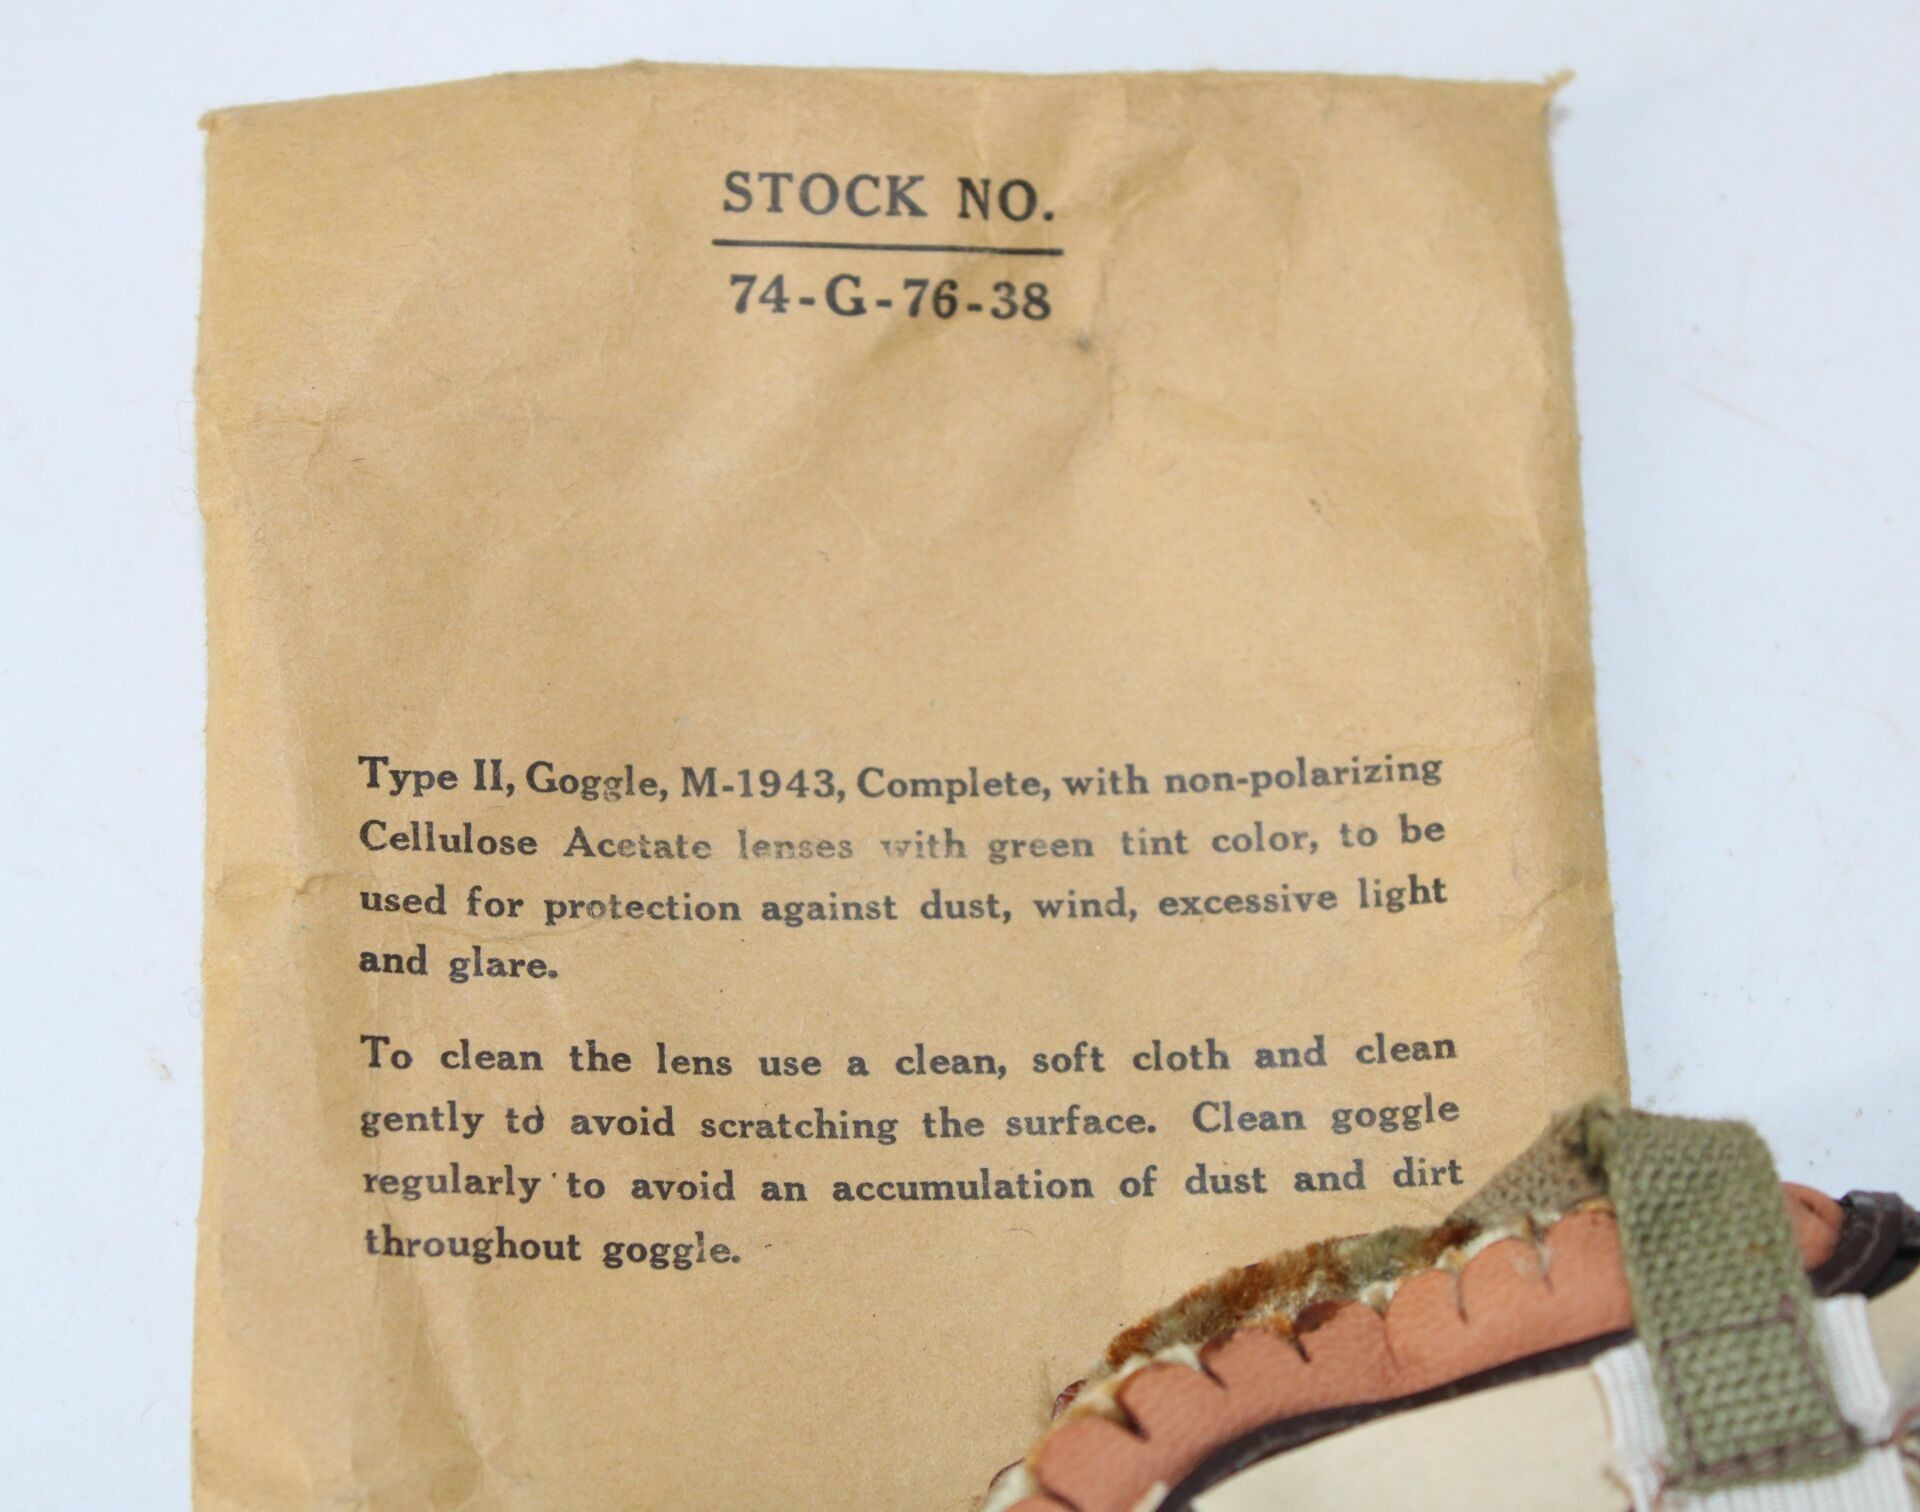 STOCK NO.
74-G-76-38
Type II, Goggle, M-1943, Complete, with non-polarizing
Cellulose Acetate lenses with green tint color, to be
used for protection against dust, wind, excessive light
and glare.
To clean the lens use a clean, soft cloth and clean
gently to avoid scratching the surface. Clean goggle
regularly to avoid an accumulation of dust and dirt
throughout goggle.